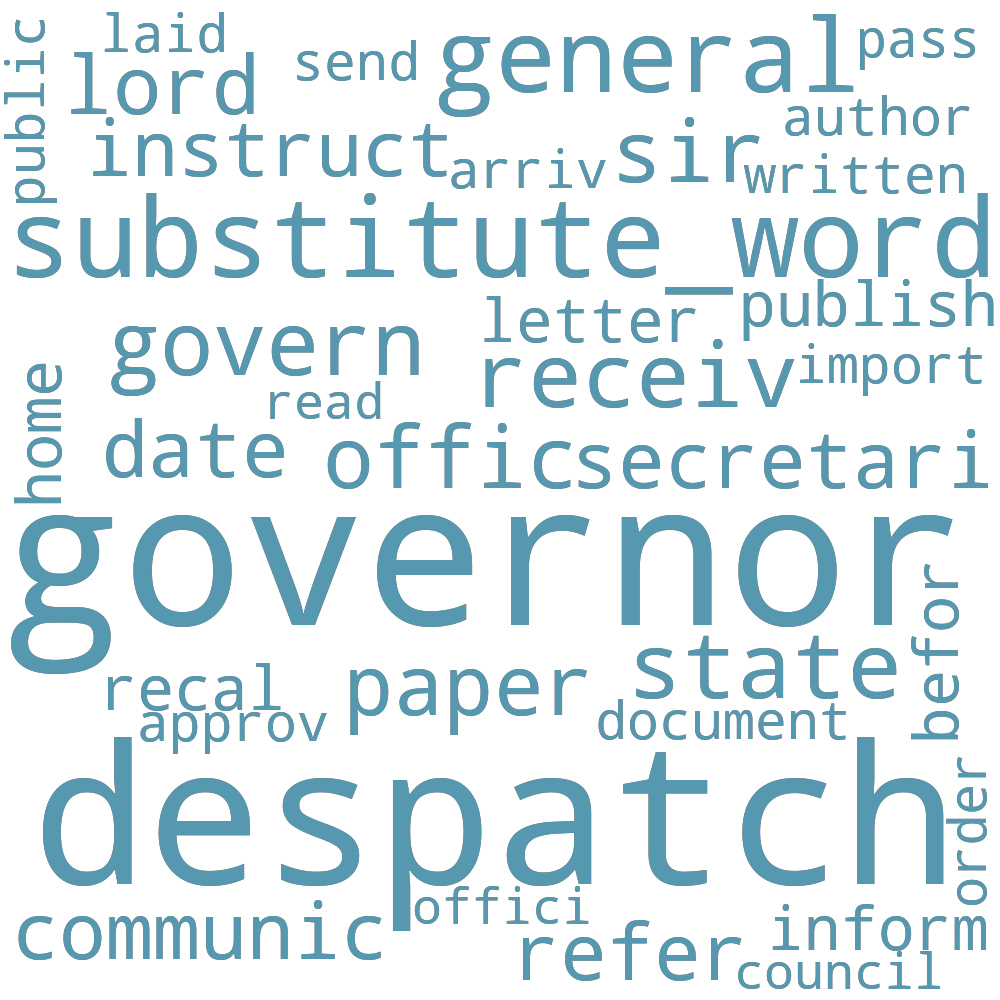 public
laid
lord
send
general
pass
author
instruct
arriv
sir
written
substitute_word
publish
letter
govern
receiv
import
home
read
date
offic
secretari
governor
befor
state
recal
paper
approv
document
despatch
order
communic
offici
refer
inform
council